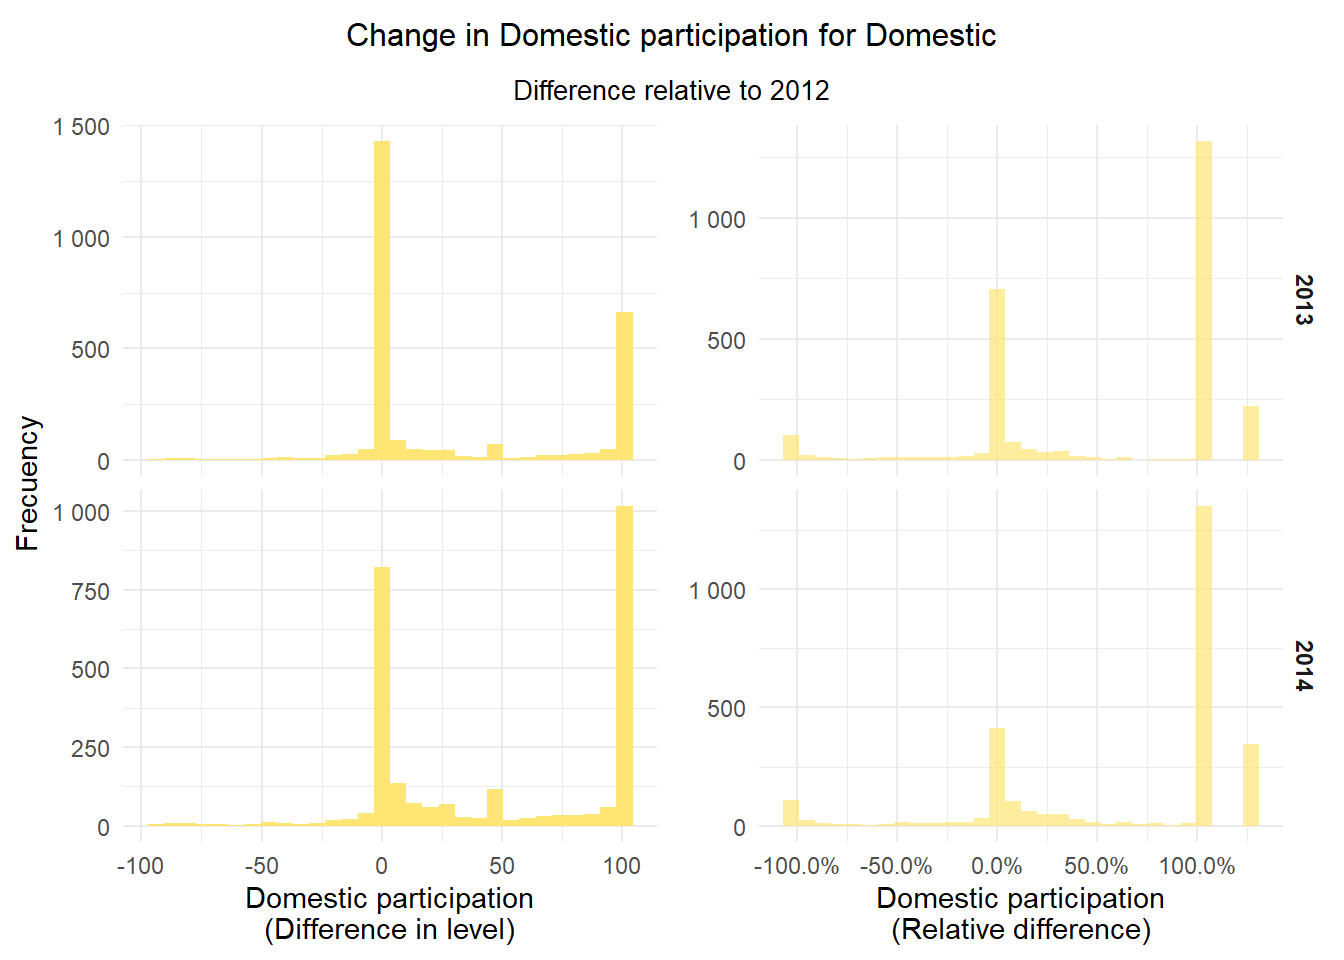 Change in Domestic participation for Domestic
Difference relative to 2012
Frecuency
1 500
1 000
500
0
1 000
500
0
2013
1 000
750
500
250
0
1 000
500
0
2014
-100 -50 0 50 100
-100.0% -50.0% 0.0% 50.0% 100.0%
Domestic participation
(Difference in level)
Domestic participation
(Relative difference)